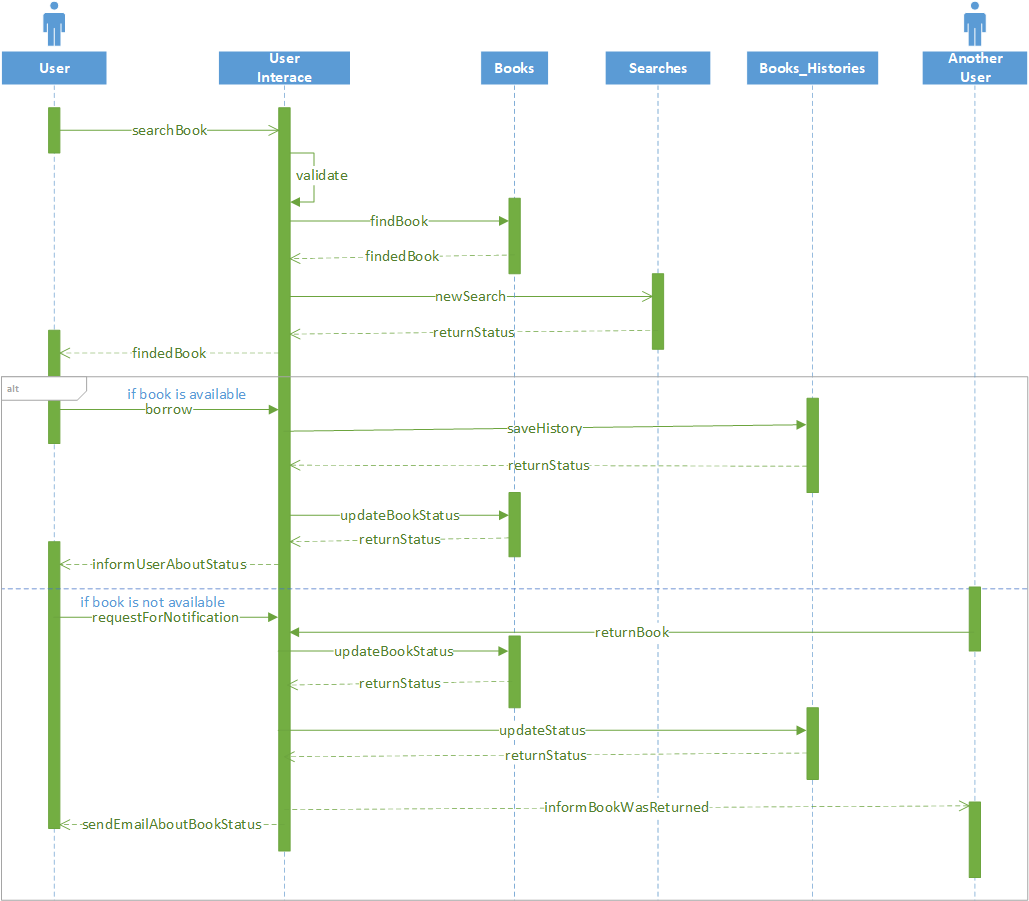 User
User
Interace
Books
Searches
Books_Histories
Another
User
searchBook
validate
findBook
findedBook
newSearch
returnStatus
findedBook
alt
if book is available
borrow
saveHistory
returnStatus
updateBookStatus
returnStatus
informUserAboutStatus
if book is not available
requestForNotification
returnBook
updateBookStatus
returnStatus
updateStatus
returnStatus
informBookWasReturned
sendEmailAboutBookStatus